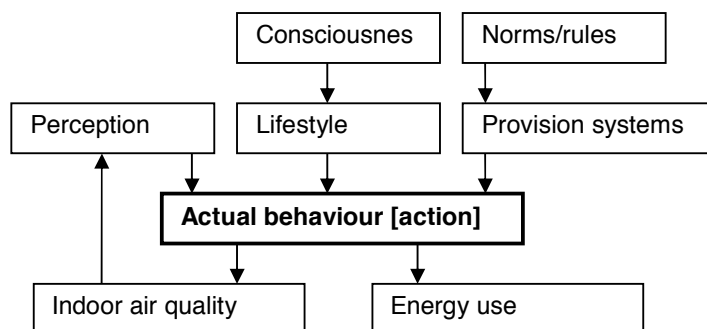 Consciousnes
Norms/rules
Perception
Lifestyle
Provision systems
Actual behaviour [action]
Indoor air quality
Energy use